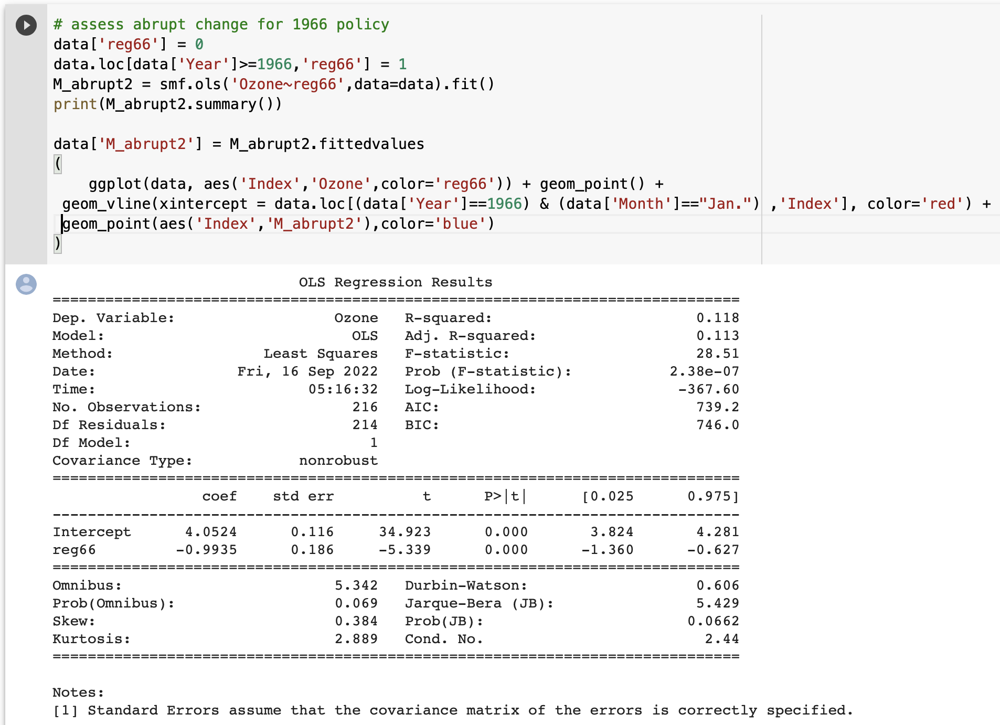 # assess abrupt change for 1966 policy
data['reg66'] = 0
data.loc[data['Year']>=1966,'reg66'] = 1
M_abrupt2 = smf.ols('Ozone~reg66',data=data).fit()
print(M_abrupt2.summary())

data['M_abrupt2'] = M_abrupt2.fittedvalues
(
    ggplot(data, aes('Index','Ozone',color='reg66')) + geom_point() +
 geom_vline(xintercept = data.loc[(data['Year']==1966) & (data['Month']=="Jan.") ,'Index'], color='red') +
 geom_point(aes('Index','M_abrupt2'),color='blue')
)
                            OLS Regression Results
==============================================================================
Dep. Variable:                  Ozone   R-squared:                       0.118
Model:                            OLS   Adj. R-squared:                  0.113
Method:                 Least Squares   F-statistic:                     28.51
Date:                Fri, 16 Sep 2022   Prob (F-statistic):           2.38e-07
Time:                        05:16:32   Log-Likelihood:                -367.60
No. Observations:                 216   AIC:                             739.2
Df Residuals:                     214   BIC:                             746.0
Df Model:                           1
Covariance Type:            nonrobust
==============================================================================
                 coef    std err          t      P>|t|      [0.025      0.975]
------------------------------------------------------------------------------
Intercept      4.0524      0.116     34.923      0.000       3.824       4.281
reg66         -0.9935      0.186     -5.339      0.000      -1.360      -0.627
==============================================================================
Omnibus:                        5.342   Durbin-Watson:                   0.606
Prob(Omnibus):                  0.069   Jarque-Bera (JB):                5.429
Skew:                           0.384   Prob(JB):                       0.0662
Kurtosis:                       2.889   Cond. No.                         2.44
==============================================================================

Notes:
[1] Standard Errors assume that the covariance matrix of the errors is correctly specified.